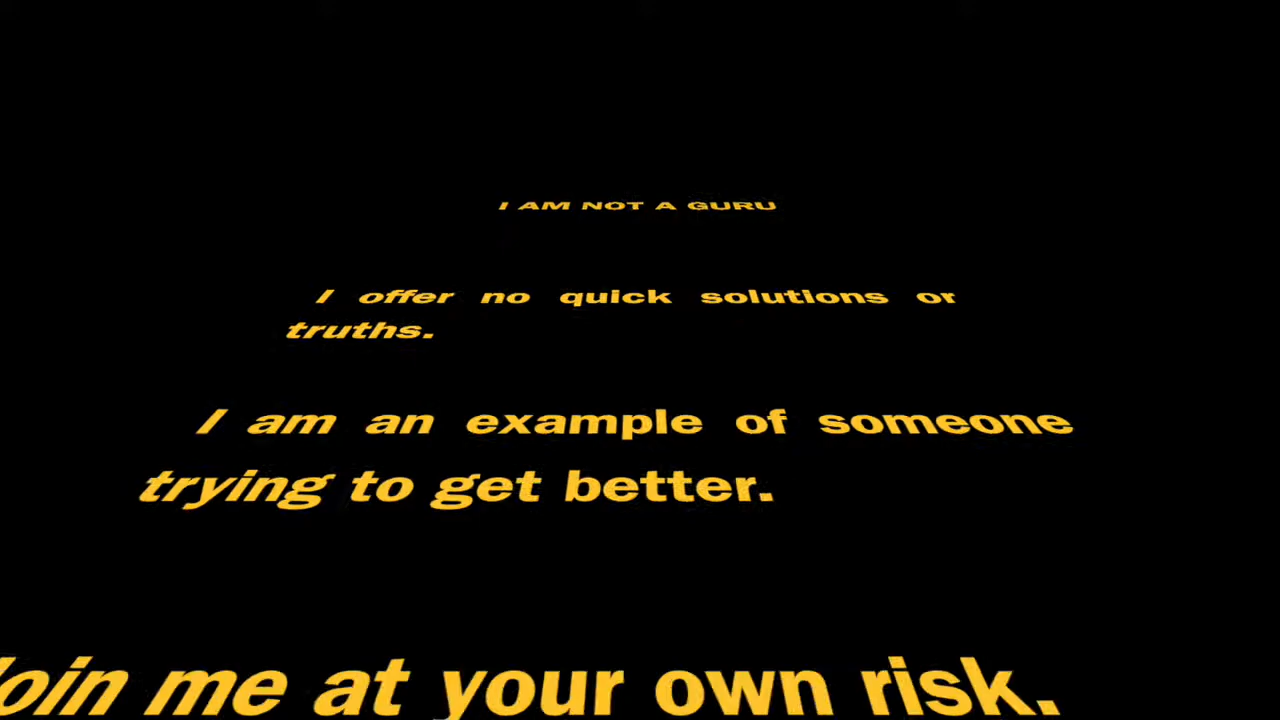 I AM NOT A GURU
I offer no quick solutions or
truths.
I am an example of someone
trying to get better.
Join me at your own risk.